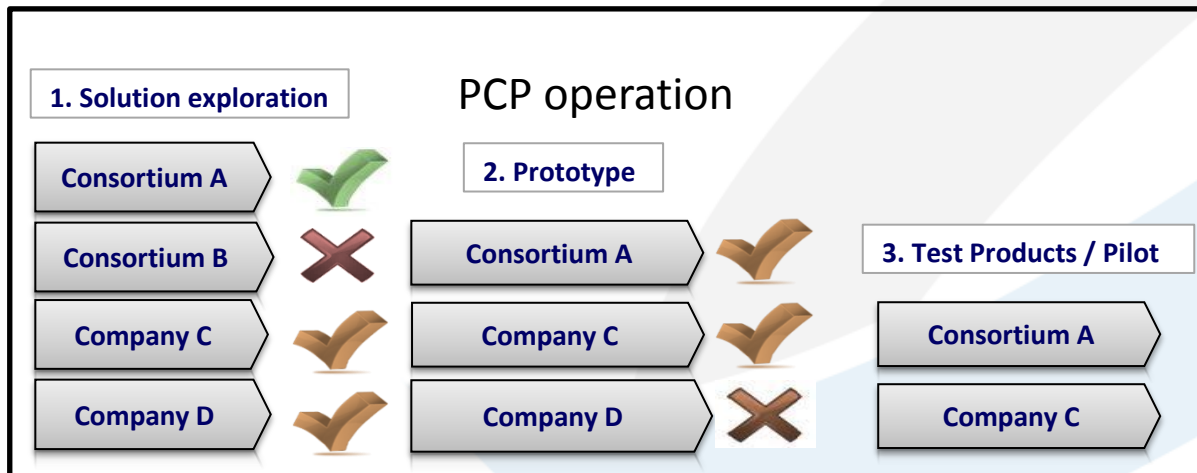 PCP operation
1. Solution exploration
Consortium A
Consortium B
Company C
Company D
2. Prototype
Consortium A
Company C
Company D
3. Test Products / Pilot
Consortium A
Company C